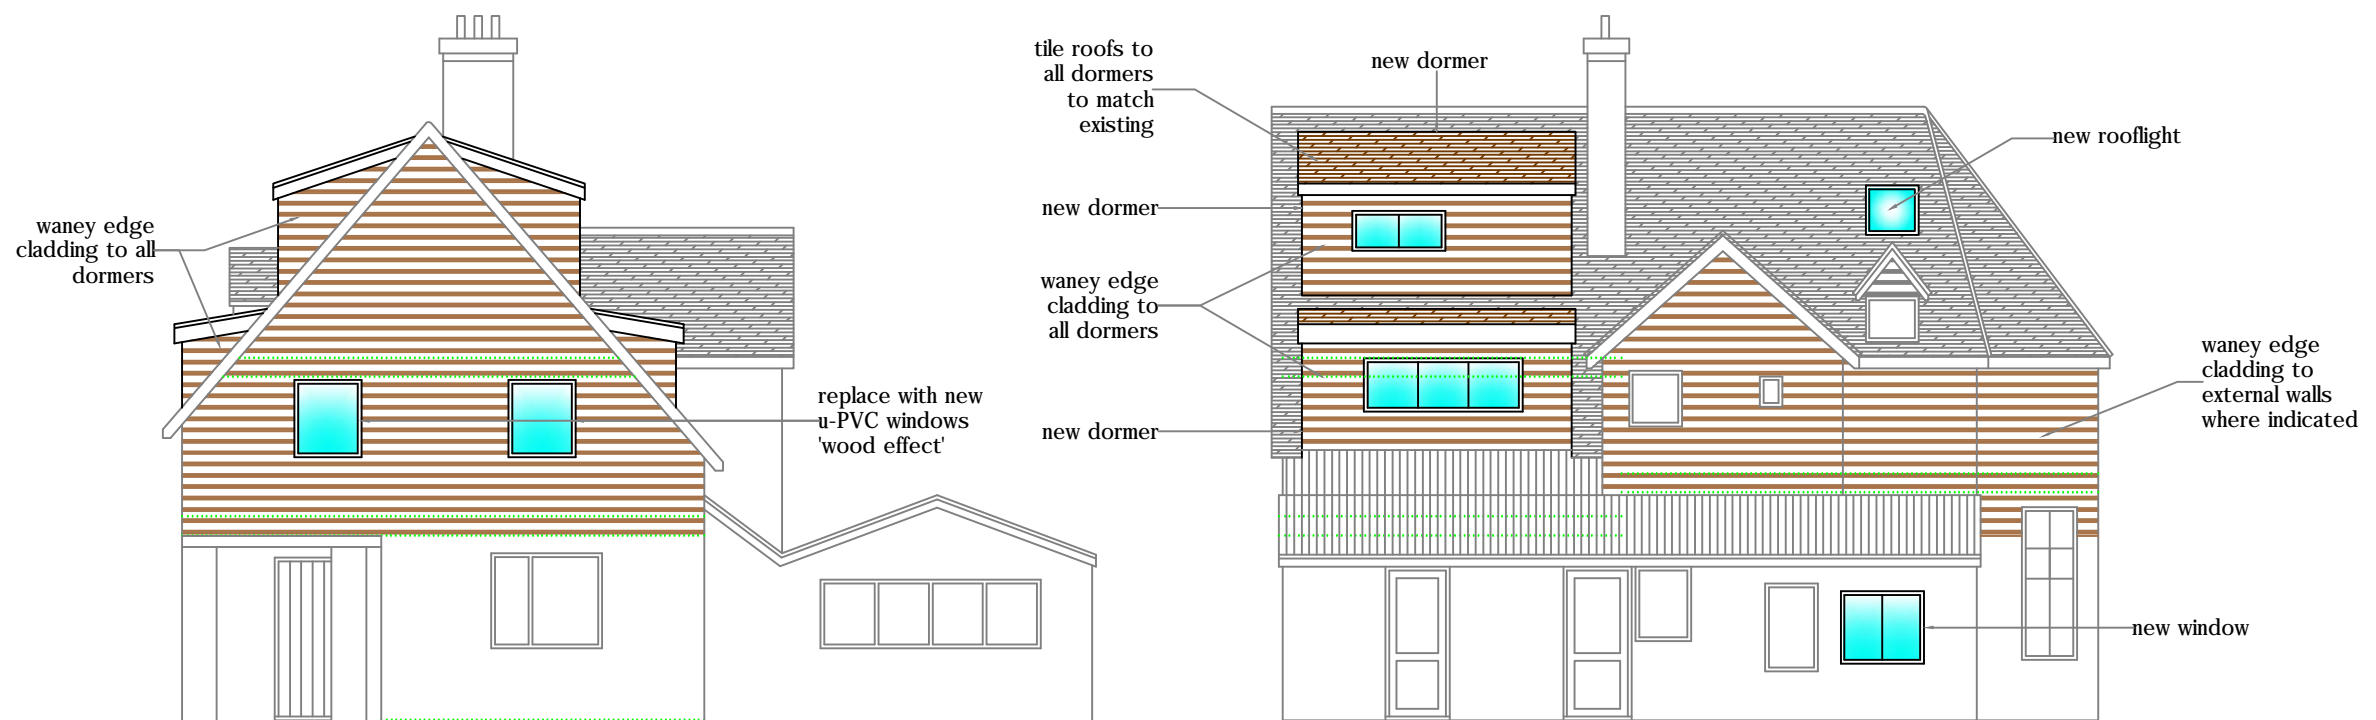 waney edge
cladding to all
dormers
replace with new
u-PVC windows
'wood effect'
tile roofs to
all dormers
to match
existing
new dormer
new rooflight
new dormer
waney edge
cladding to
all dormers
new dormer
waney edge
cladding to
external walls
where indicated
new window